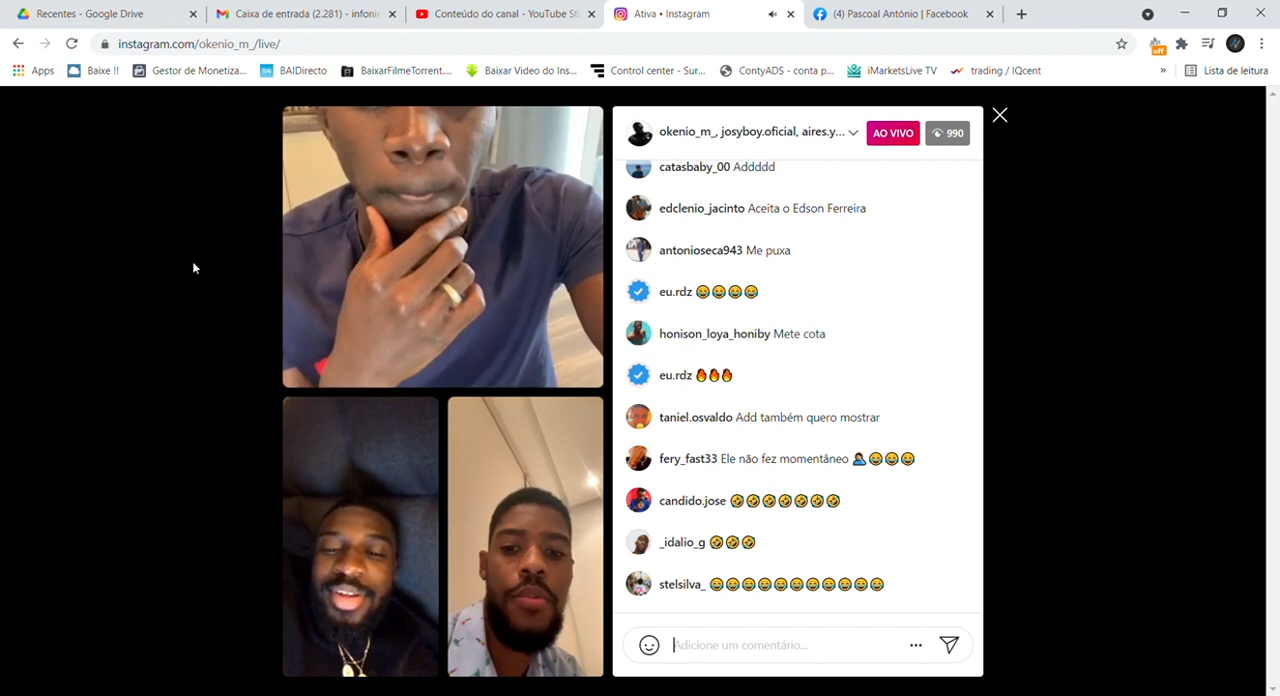 Recentes - Google Drive
Caixa de entrada (2.281) - infonin
Conteúdo do canal - YouTube St
Ativa • Instagram
(4) Pascoal António | Facebook
instagram.com/okenio_m_/live/
off
Apps
Baixe !!
Gestor de Monetiza...
BAI
BAIDirecto
BaixarFilmeTorrent....
Baixar Video do Ins...
Control center - Sur...
ContyADS - conta p...
iMarketsLive TV
trading / IQcent
»
Lista de leitura
okenio_m_, josyboy.oficial, aires.y...
AO VIVO
990
catasbaby_00 Addddd
edclenio_jacinto Aceita o Edson Ferreira
antonioseca943 Me puxa
eu.rdz 😂😂😂😂
honison_loya_honiby Mete cota
eu.rdz 🔥🔥🔥
taniel.osvaldo Add também quero mostrar
fery_fast33 Ele não fez momentâneo 🤦🏽‍♂️😂😂😂
candido.jose 🤣🤣🤣🤣🤣🤣🤣
_idalio_g 🤣🤣🤣
stelsilva_ 😂😂😂😂😂😂😂😂😂😂😂
Adicione um comentário...